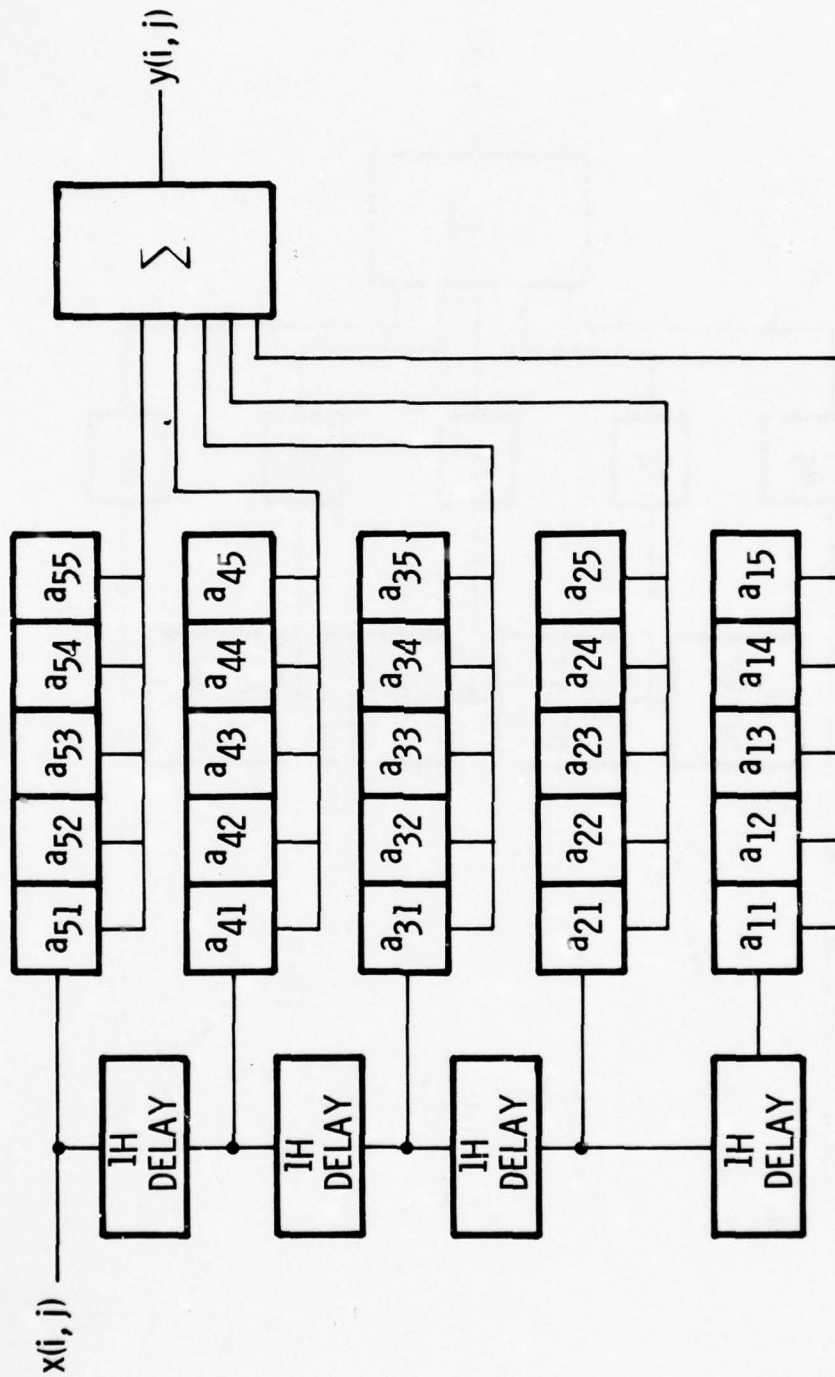 x(i, j)
y(i, j)
Σ
a51 a52 a53 a54 a55
1H
DELAY
a41 a42 a43 a44 a45
1H
DELAY
a31 a32 a33 a34 a35
1H
DELAY
a21 a22 a23 a24 a25
1H
DELAY
a11 a12 a13 a14 a15